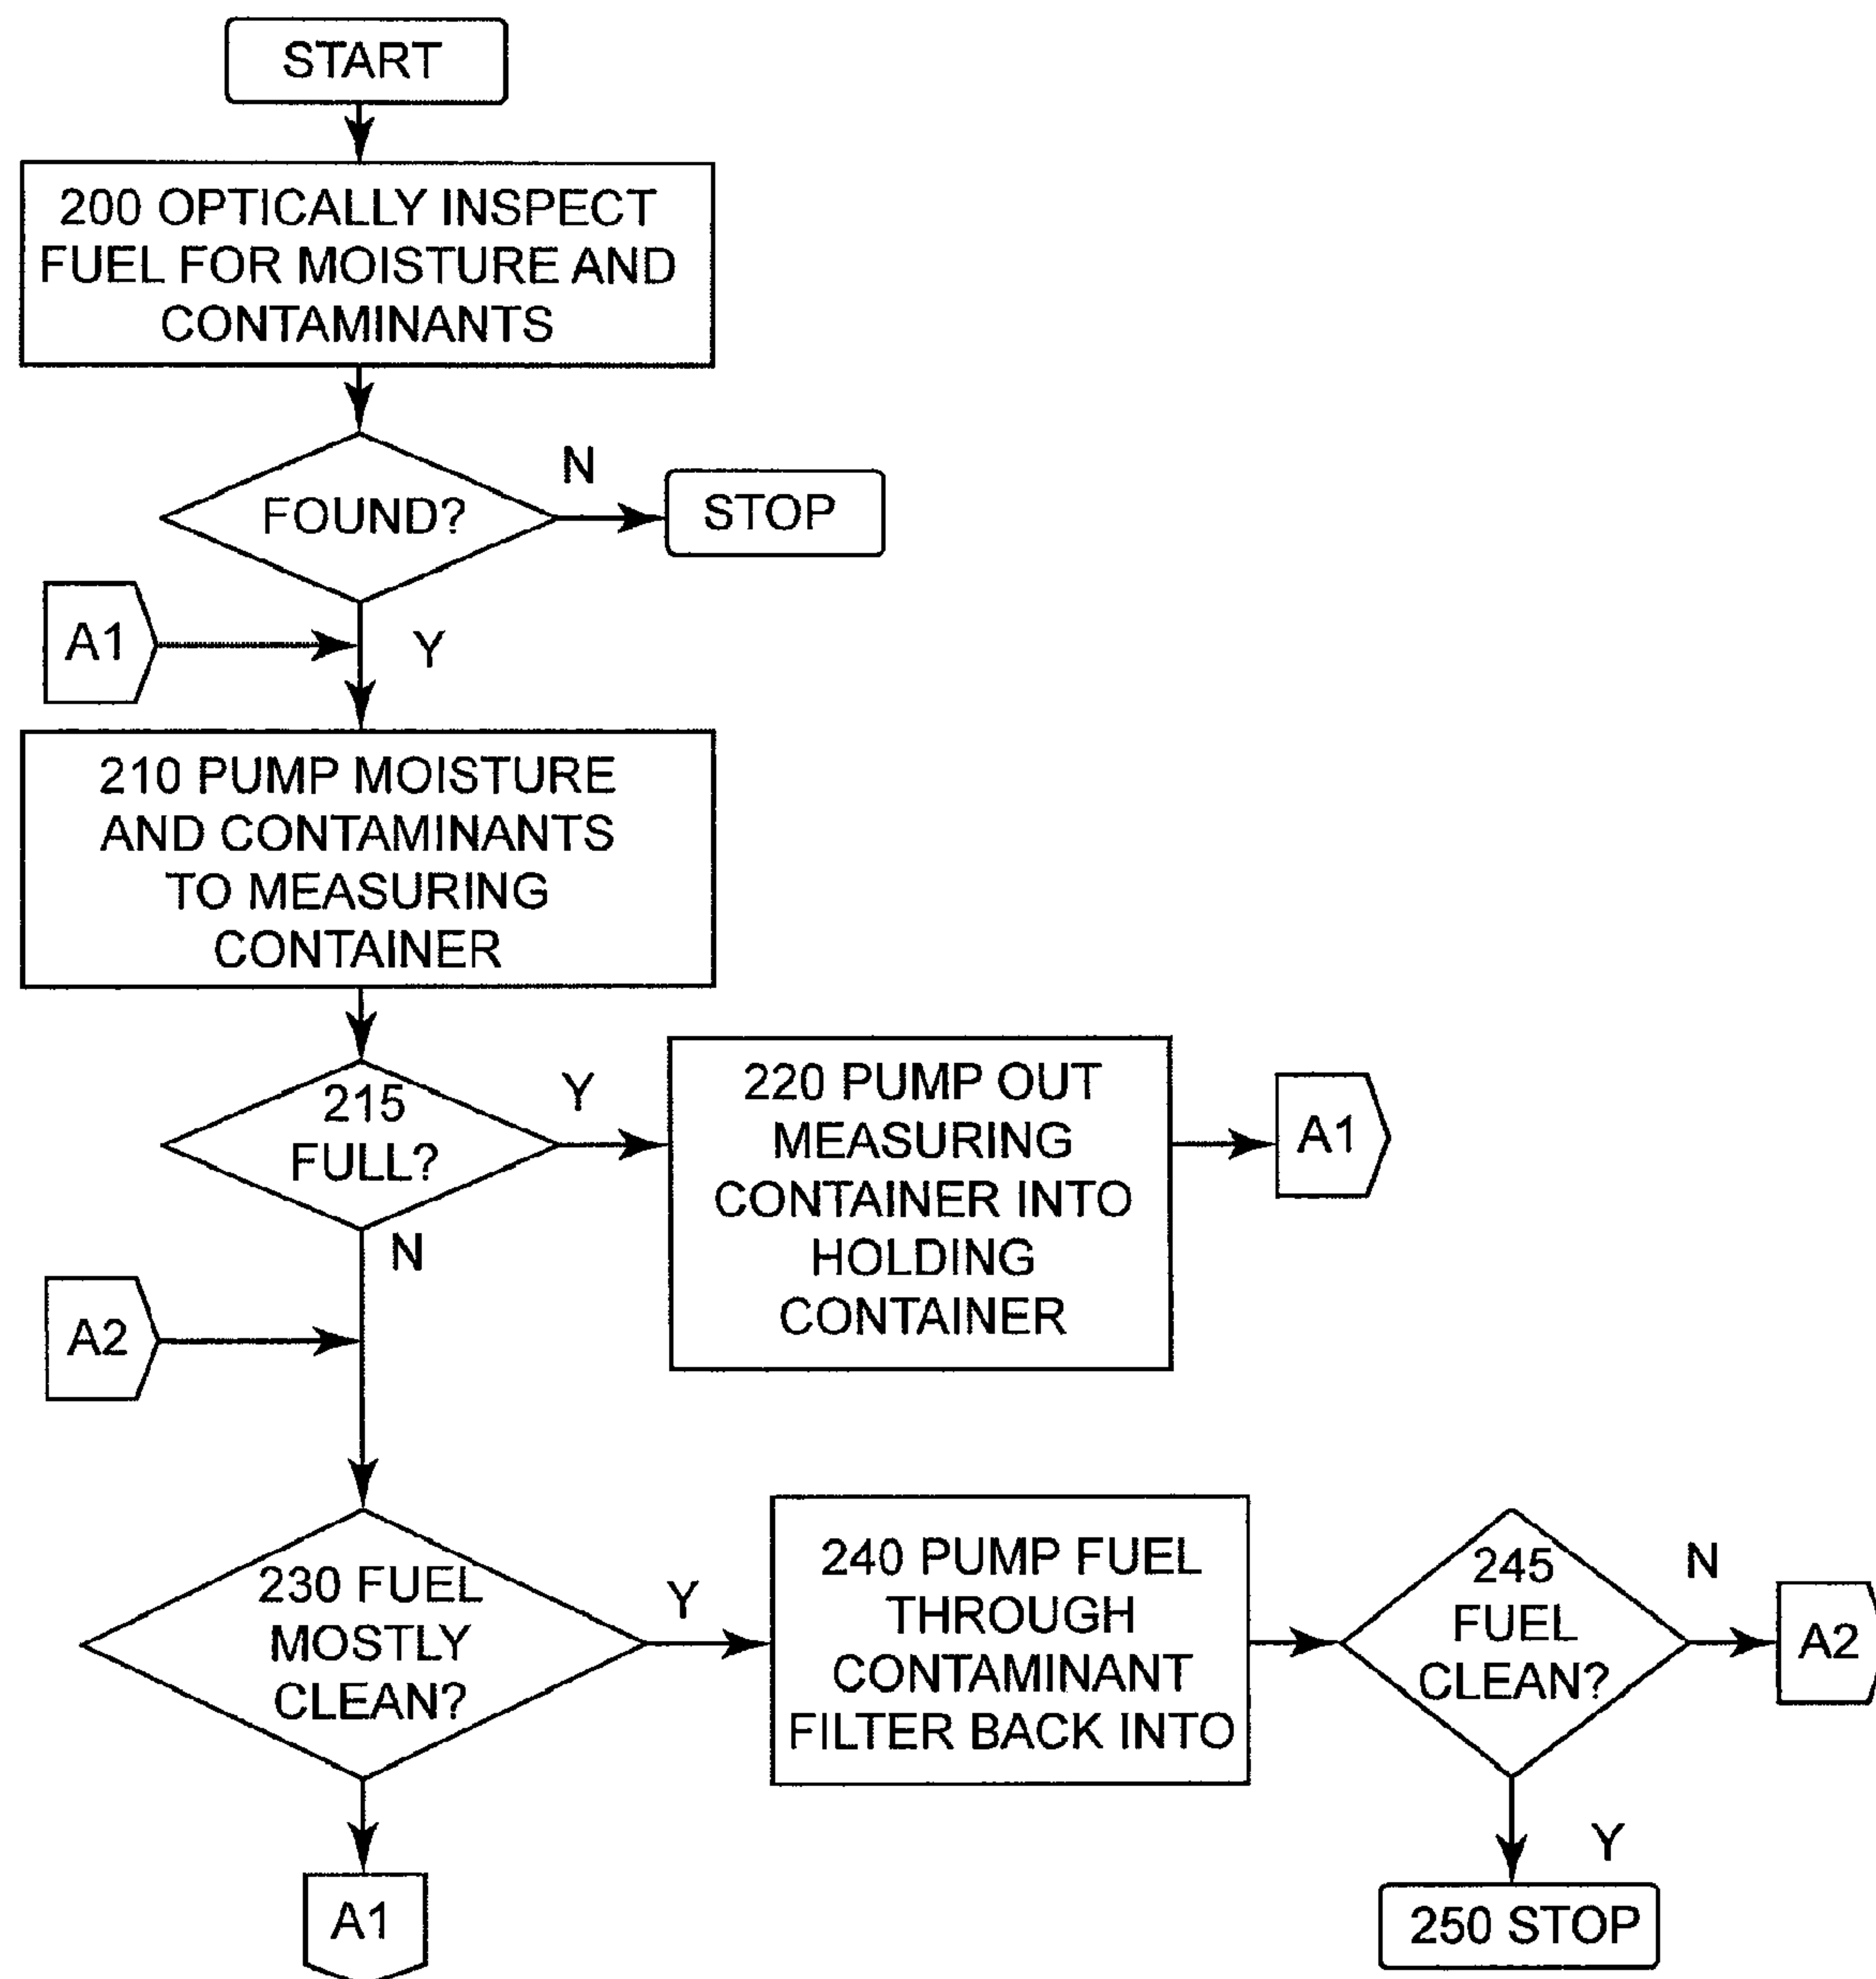 START
200 OPTICALLY INSPECT
FUEL FOR MOISTURE AND
CONTAMINANTS
FOUND?
N
STOP
A1
Y
210 PUMP MOISTURE
AND CONTAMINANTS
TO MEASURING
CONTAINER
215
FULL?
Y
220 PUMP OUT
MEASURING
CONTAINER INTO
HOLDING
CONTAINER
A1
N
A2
230 FUEL
MOSTLY
CLEAN?
Y
240 PUMP FUEL
THROUGH
CONTAMINANT
FILTER BACK INTO
245
FUEL
CLEAN?
N
A2
Y
250 STOP
A1